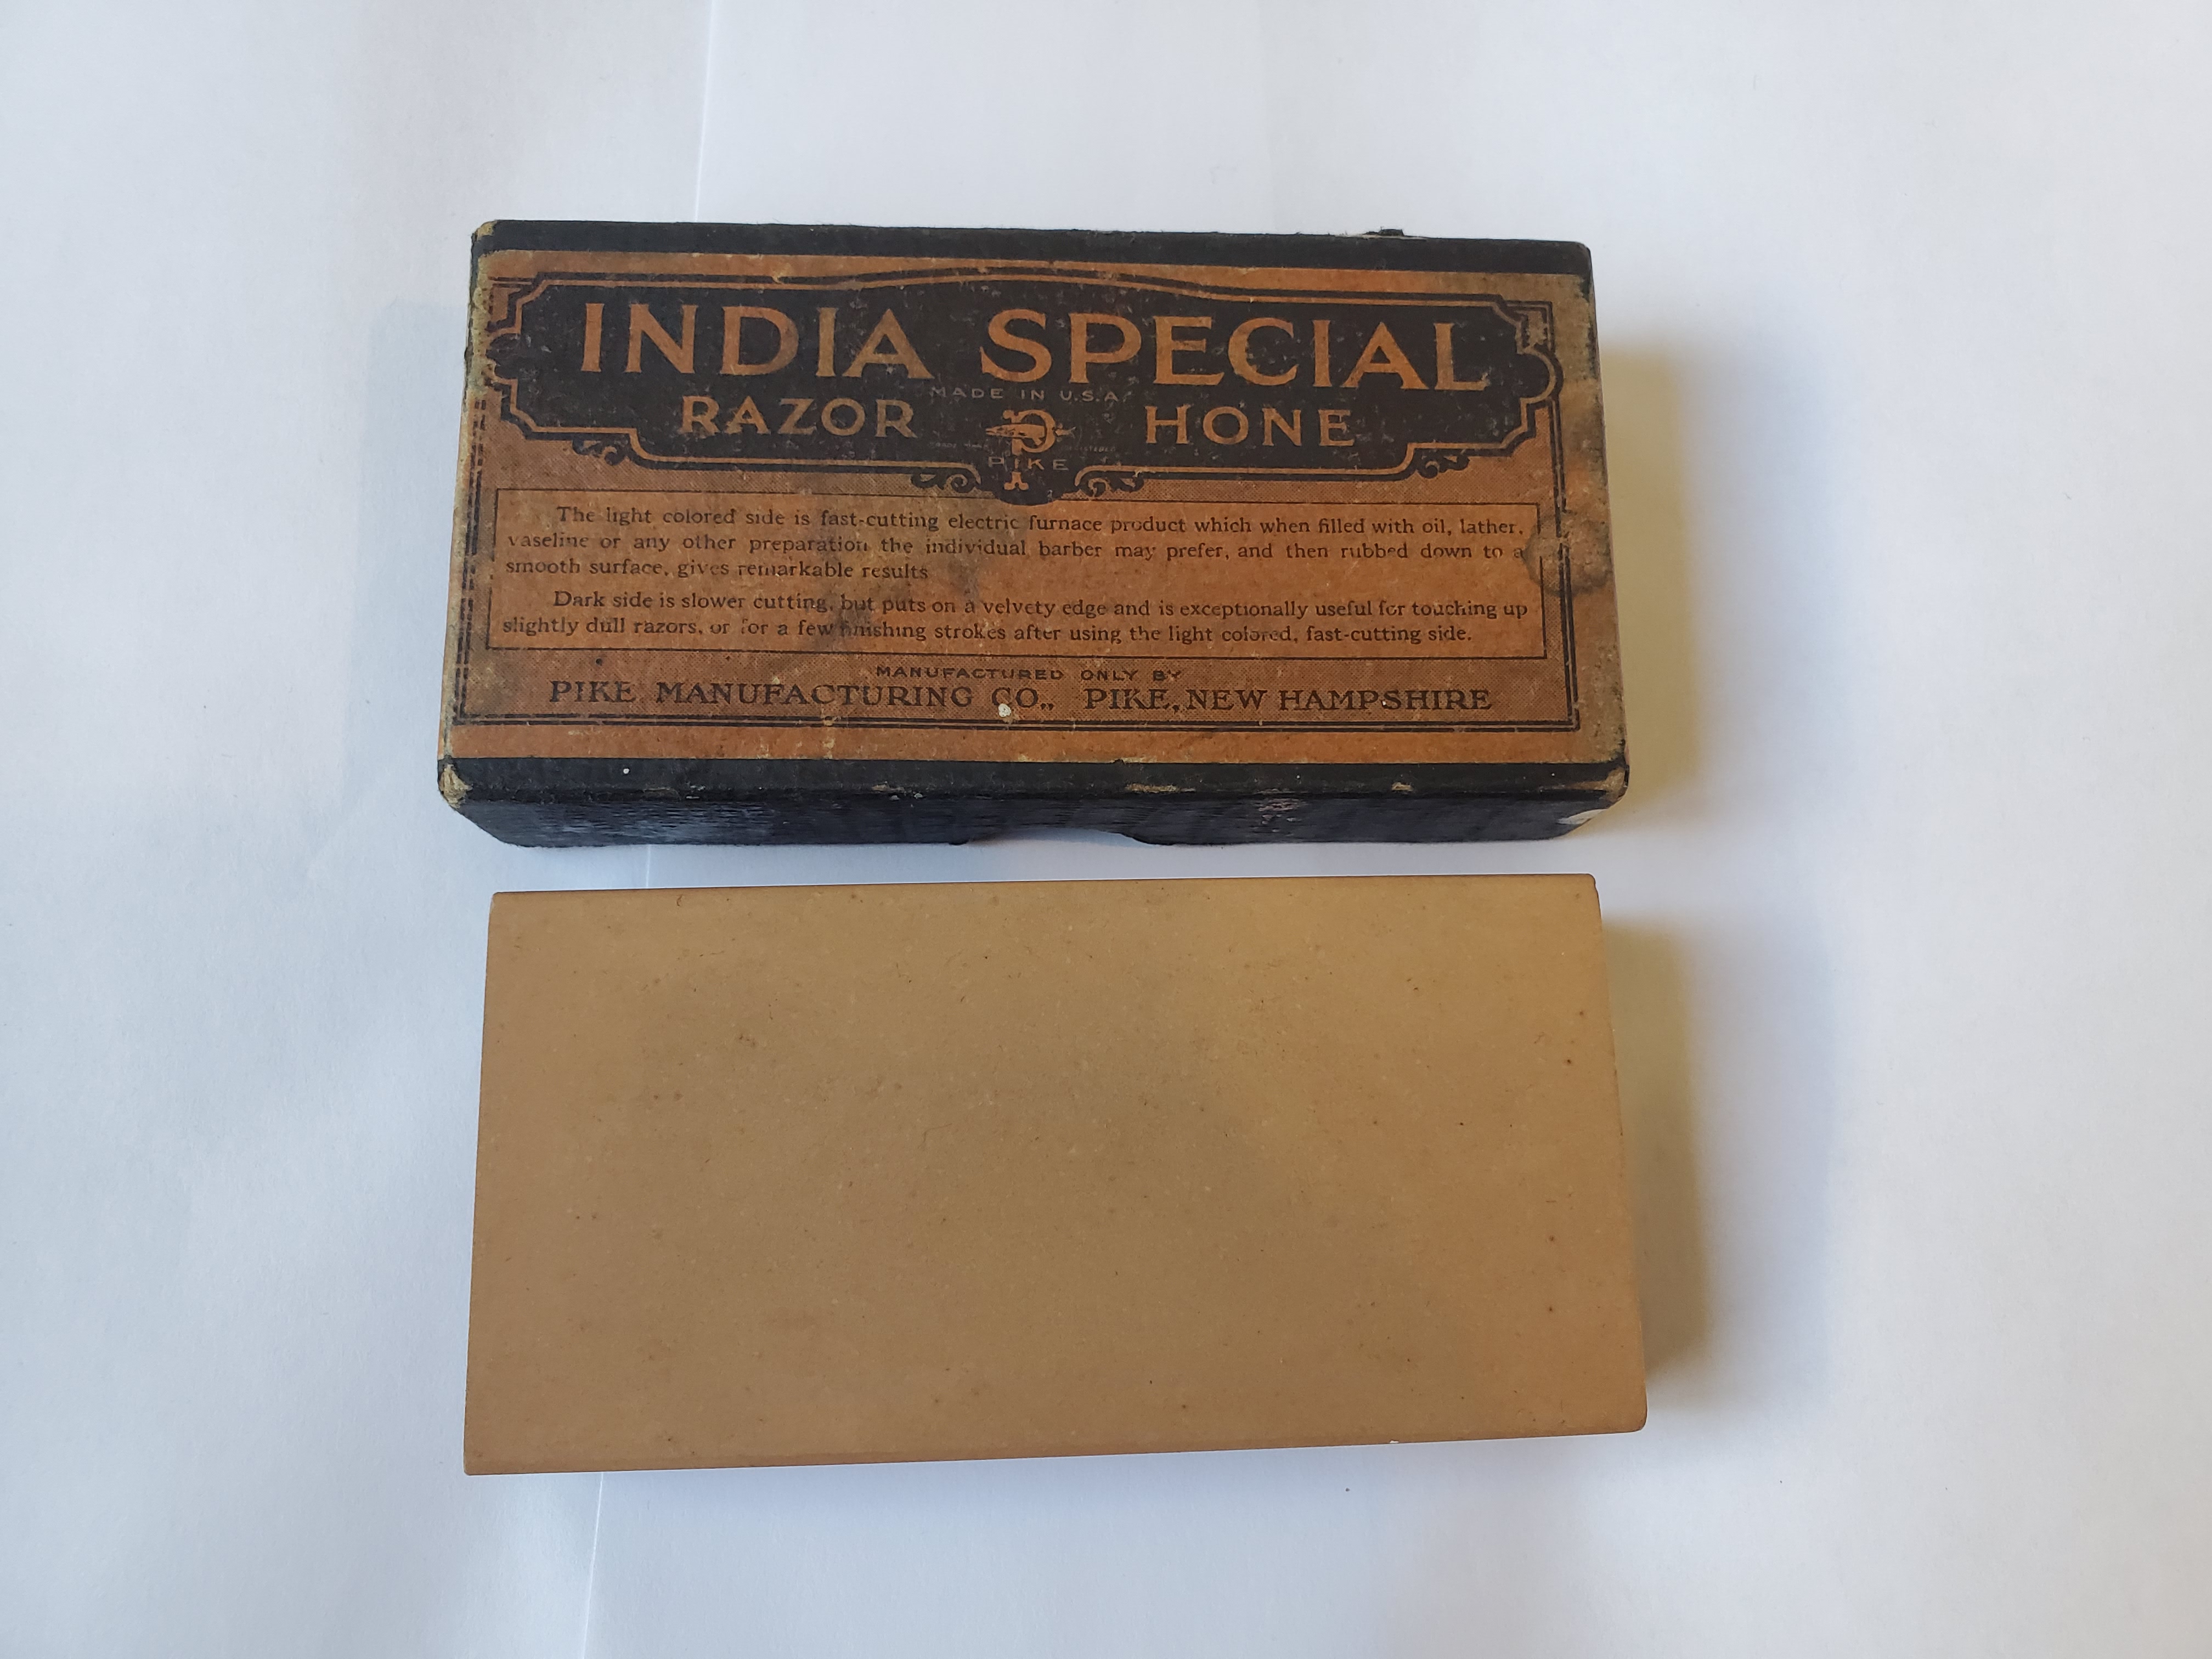 INDIA SPECIAL
MADE IN U.S.A.
RAZOR HONE
PIKE
The light colored side is fast-cutting electric furnace product which when filled with oil, lather,
vaseline or any other preparation the individual barber may prefer, and then rubbed down to a
smooth surface, gives remarkable results
Dark side is slower cutting, but puts on a velvety edge and is exceptionally useful for touching up
slightly dull razors, or for a few finishing strokes after using the light colored, fast-cutting side.
MANUFACTURED ONLY BY
PIKE MANUFACTURING CO., PIKE, NEW HAMPSHIRE